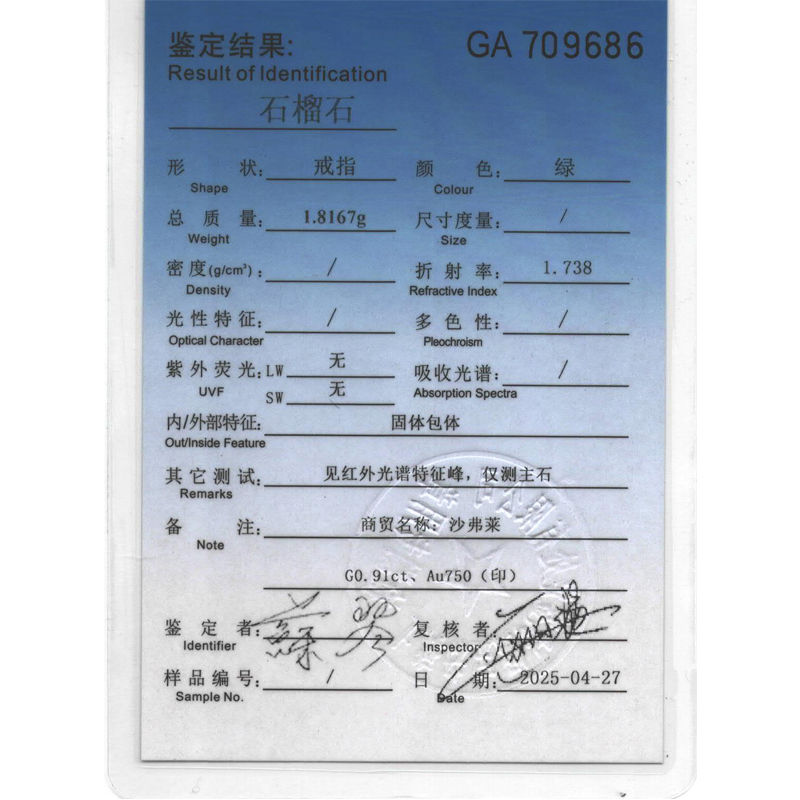 鉴定结果: GA 709686
Result of Identification
石榴石
形 状: 戒指 颜 色: 绿
Shape Colour
总 质 量: 1.8167g 尺寸度量: /
Weight Size
密度(g/cm³): / 折 射 率: 1.738
Density Refractive Index
光性特征: / 多 色 性: /
Optical Character Pleochroism
紫外荧光: LW 无 吸收光谱: /
UVF SW 无 Absorption Spectra
内/外部特征: 固体包体
Out/Inside Feature
其它测试: 见红外光谱特征峰, 仅测主石
Remarks
备 注: 商贸名称: 沙弗莱
Note
G0.91ct、Au750(印)
鉴 定 者: 复 核 者:
Identifier Inspector
样品编号: / 日 期: 2025-04-27
Sample No. Date